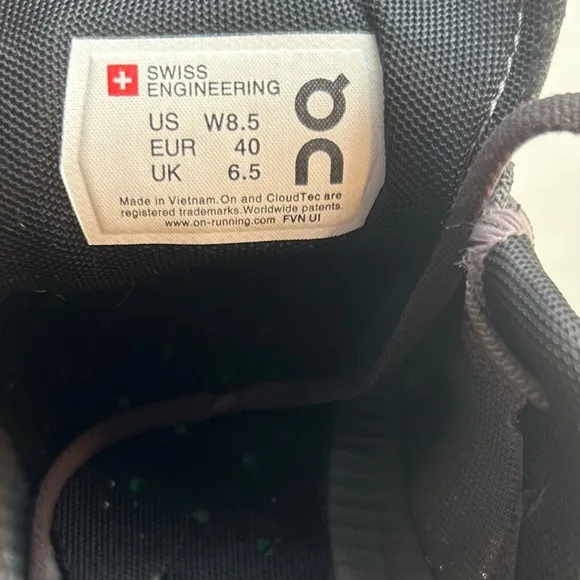 SWISS
ENGINEERING
US W8.5
EUR 40
UK 6.5
On
Made in Vietnam.On and CloudTec are
registered trademarks.Worldwide patents.
www.on-running.com FVN UI